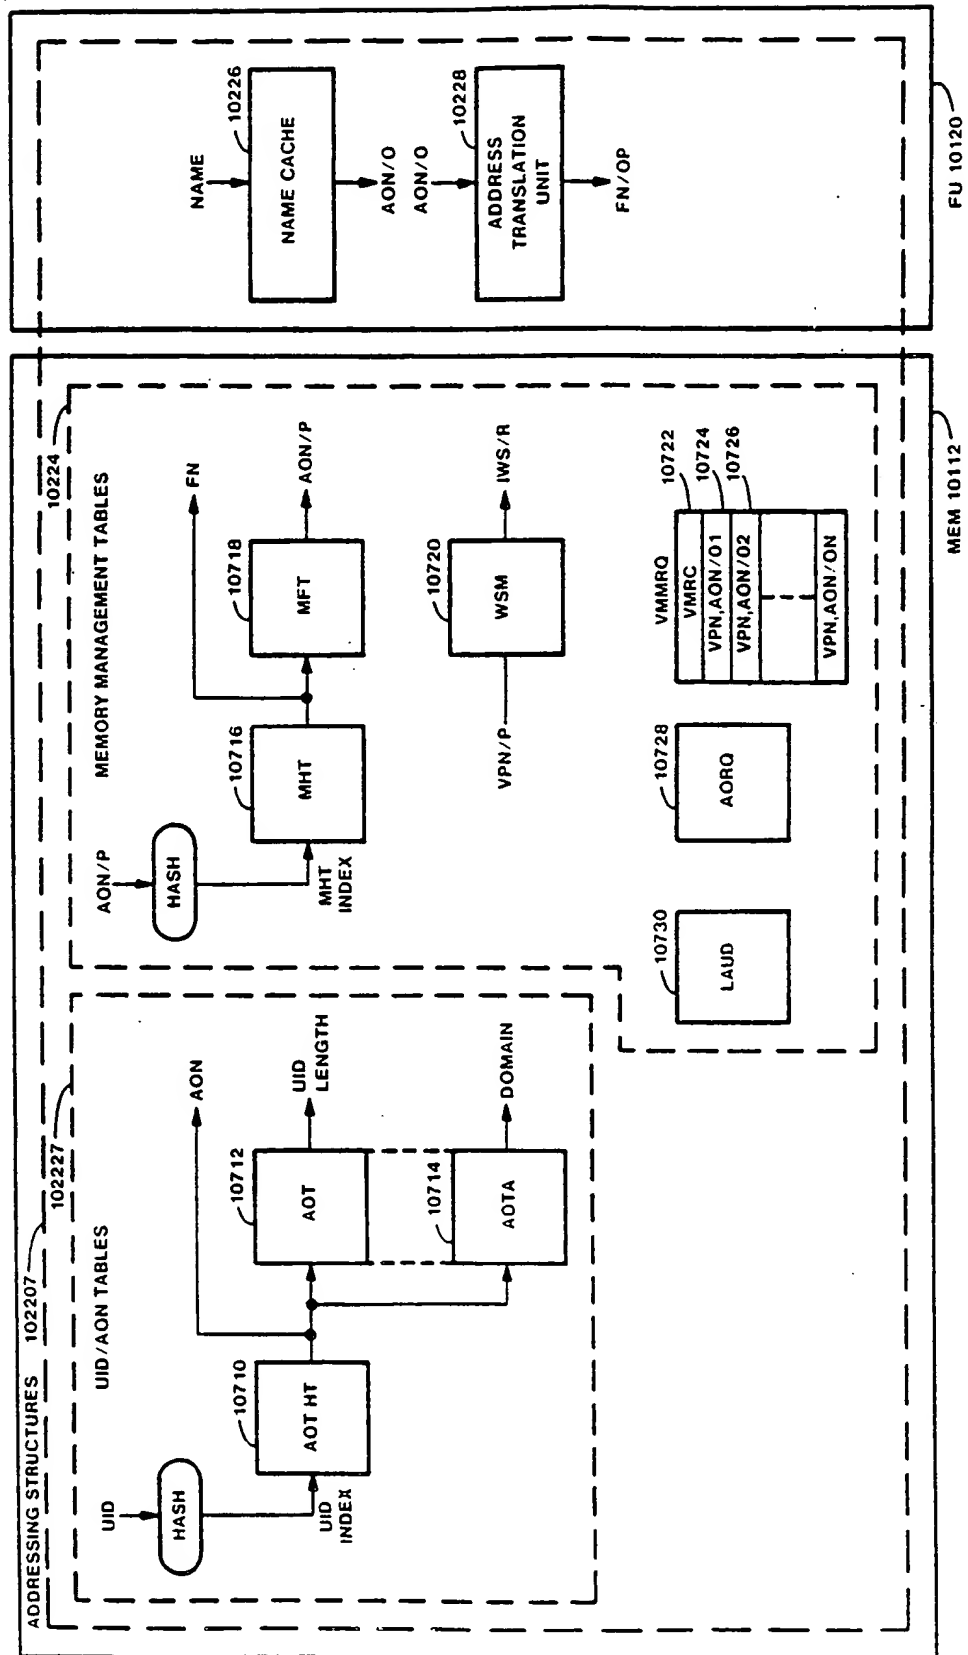 ADDRESSING STRUCTURES 102207
102227
UID/AON TABLES
UID
HASH
UID
INDEX
10710
AOT HT
AON
10712
AOT
UID
LENGTH
10714
AOTA
DOMAIN
10224
MEMORY MANAGEMENT TABLES
AON/P
HASH
MHT
INDEX
10716
MHT
FN
10718
MFT
AON/P
VPN/P
10720
WSM
IWS/R
10730
LAUD
10728
AORQ
VMMRQ
VMRC
10722
VPN,AON/O1
10724
VPN,AON/O2
10726
VPN,AON/ON
MEM 10112
NAME
10226
NAME CACHE
AON/O
AON/O
10228
ADDRESS
TRANSLATION
UNIT
FN/OP
FU 10120